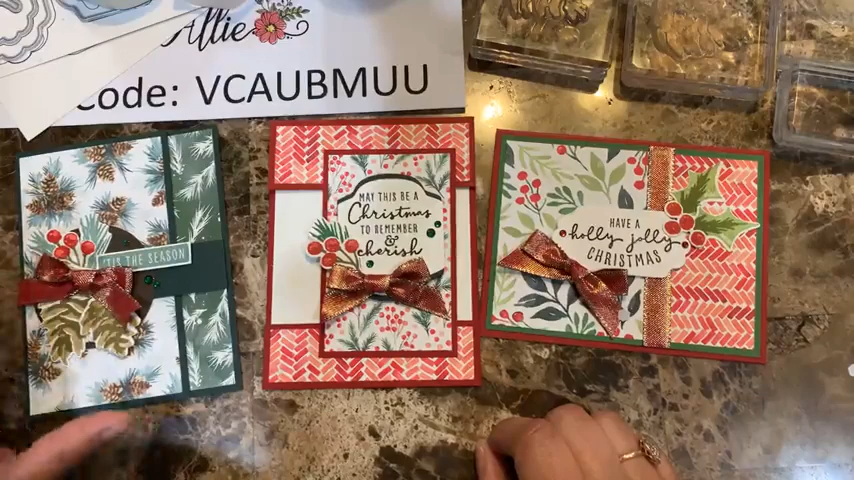 Allie
Code: VCAUBMUU
'TIS THE SEASON
MAY THIS BE A
Christmas
TO REMEMBER
&
cherish
HAVE A
holly jolly
CHRISTMAS